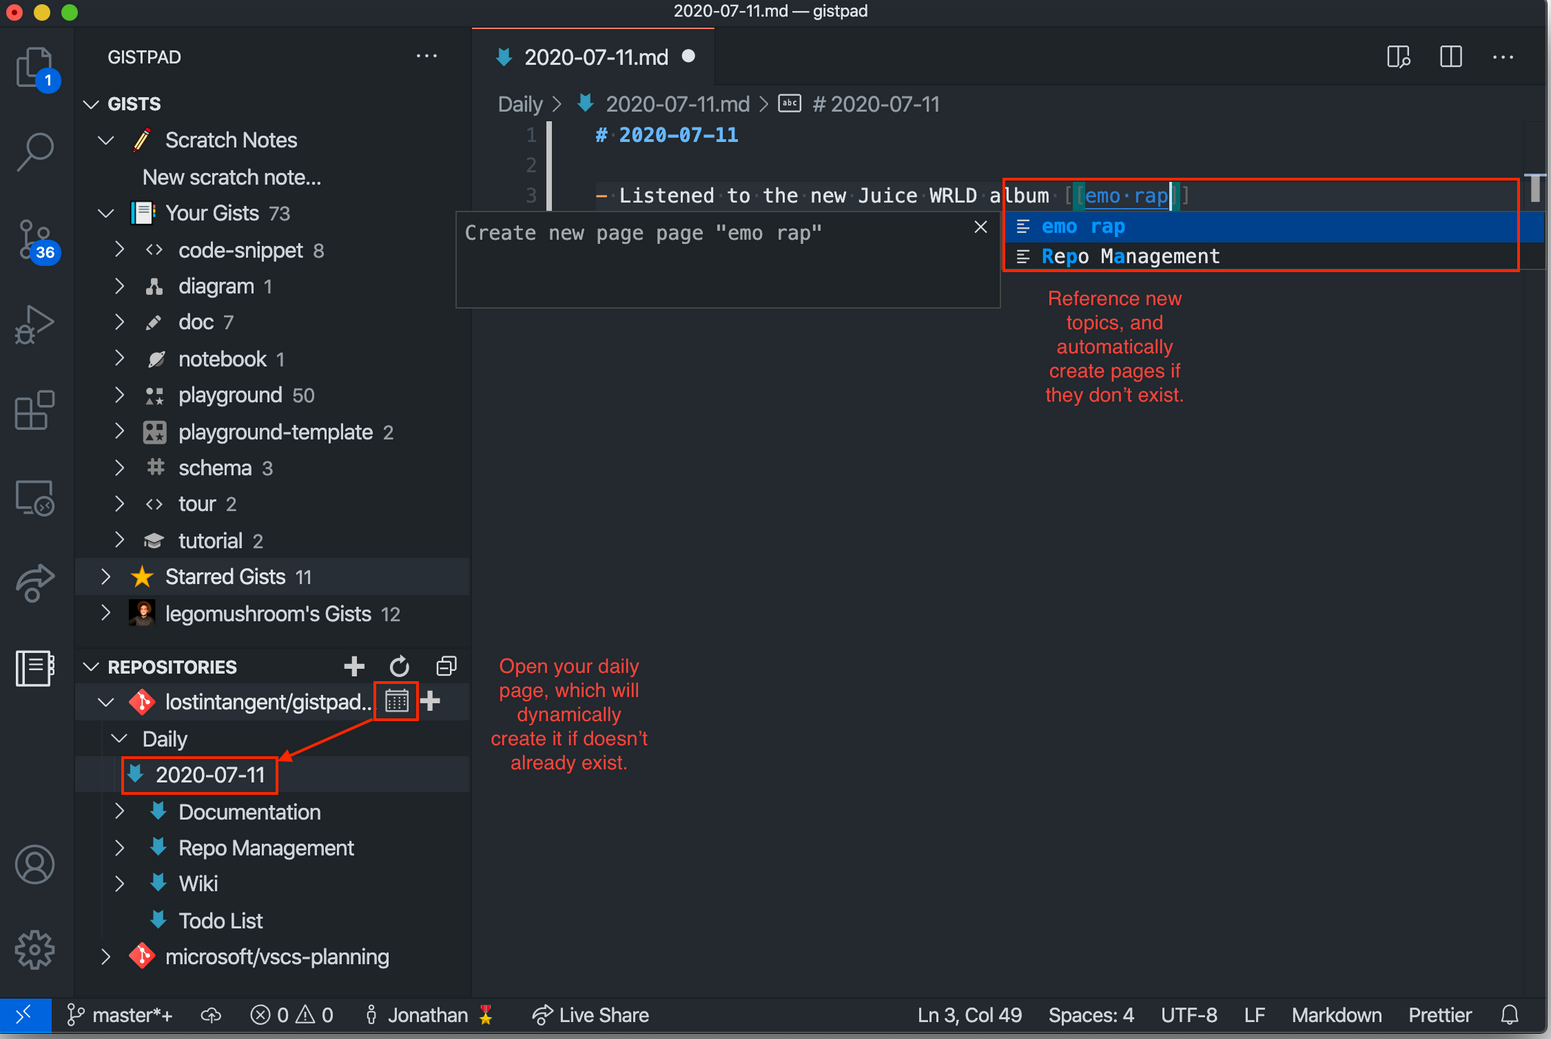 2020-07-11.md — gistpad
GISTPAD
2020-07-11.md
1
GISTS
Daily > 2020-07-11.md > abc # 2020-07-11
Scratch Notes
1 # 2020-07-11
New scratch note...
2
3 - Listened to the new Juice WRLD album [[emo rap]]
Your Gists 73
Create new page page "emo rap"
emo rap
Repo Management
36
code-snippet 8
diagram 1
doc 7
notebook 1
playground 50
playground-template 2
schema 3
tour 2
tutorial 2
Starred Gists 11
legomushroom's Gists 12
Reference new
topics, and
automatically
create pages if
they don't exist.
REPOSITORIES
lostintangent/gistpad..
Daily
2020-07-11
Documentation
Repo Management
Wiki
Todo List
microsoft/vscs-planning
Open your daily
page, which will
dynamically
create it if doesn't
already exist.
master*+ 0 0 Jonathan Live Share Ln 3, Col 49 Spaces: 4 UTF-8 LF Markdown Prettier